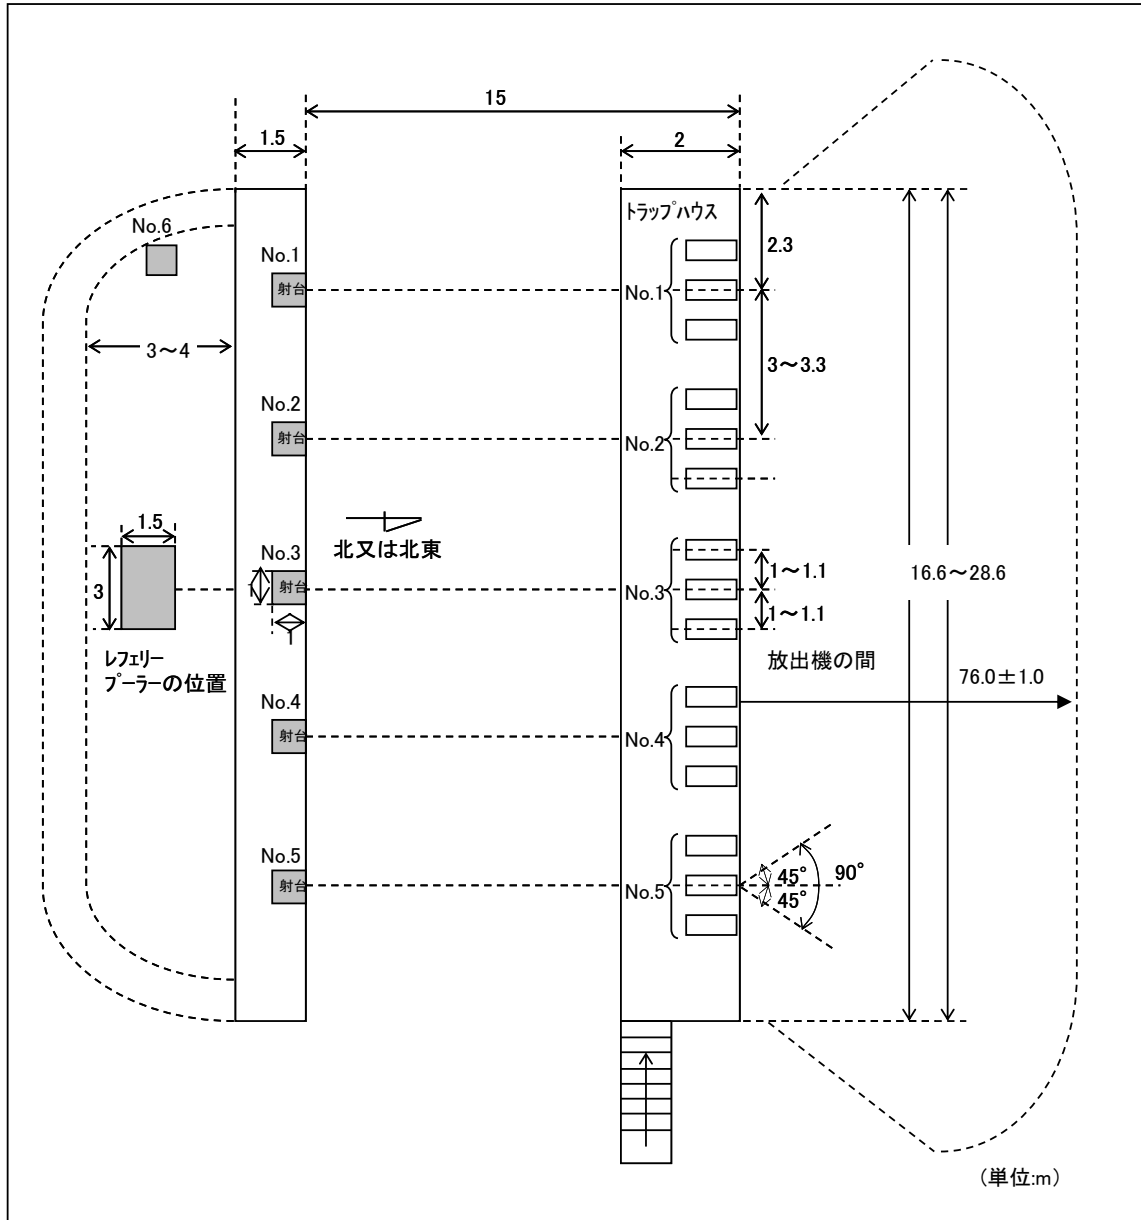 15
1.5
2
トラップハウス
No.6
No.1
射台
No.1
2.3
3~4
3~3.3
No.2
射台
No.2
1.5
北又は北東
No.3
射台
1
1
3
No.3
1~1.1
1~1.1
16.6~28.6
レフェリー
プーラーの位置
放出機の間
76.0±1.0
No.4
射台
No.4
No.5
射台
No.5
45°
45°
90°
(単位:m)